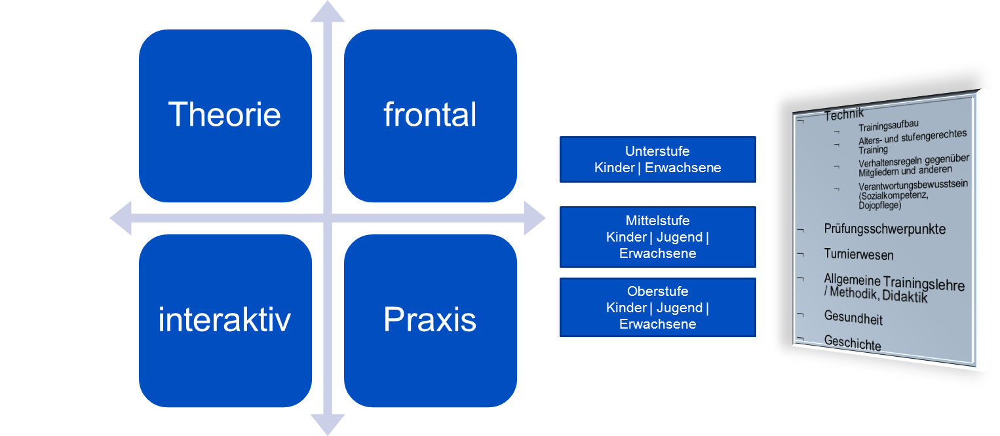 Theorie
frontal
interaktiv
Praxis
Unterstufe
Kinder | Erwachsene
Mittelstufe
Kinder | Jugend |
Erwachsene
Oberstufe
Kinder | Jugend |
Erwachsene
¬ Technik
¬ Trainingsaufbau
¬ Alters- und stufengerechtes
Training
¬ Verhaltensregeln gegenüber
Mitgliedern und anderen
¬ Verantwortungsbewusstsein
(Sozialkompetenz,
Dojopflege)
¬ Prüfungsschwerpunkte
¬ Turnierwesen
¬ Allgemeine Trainingslehre
/ Methodik, Didaktik
¬ Gesundheit
¬ Geschichte